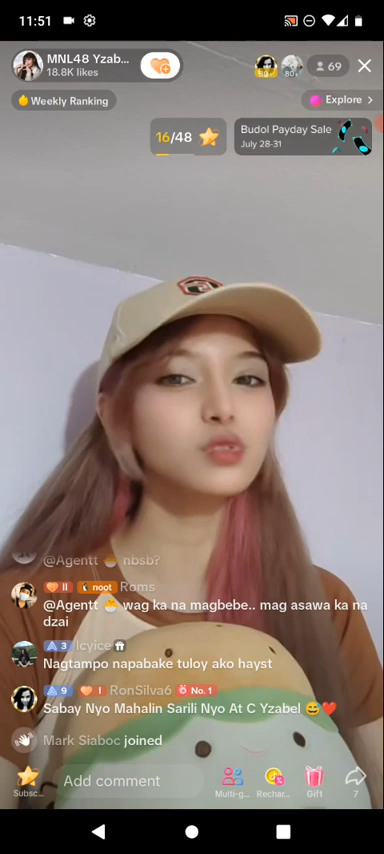 11:51
MNL48 Yzab...
18.8K likes
80+
80+
69
Weekly Ranking
Explore >
16/48
Budol Payday Sale
July 28-31
@Agentt 🐣 nbsb?
II noot Roms
@Agentt 🐣 wag ka na magbebe.. mag asawa ka na
dzai
3 Icyice
Nagtampo napabake tuloy ako hayst
9 I RonSilva6 No. 1
Sabay Nyo Mahalin Sarili Nyo At C Yzabel 😅❤️
Mark Siaboc joined
Add comment
Subsc...
Multi-g...
Rechar...
Gift
7